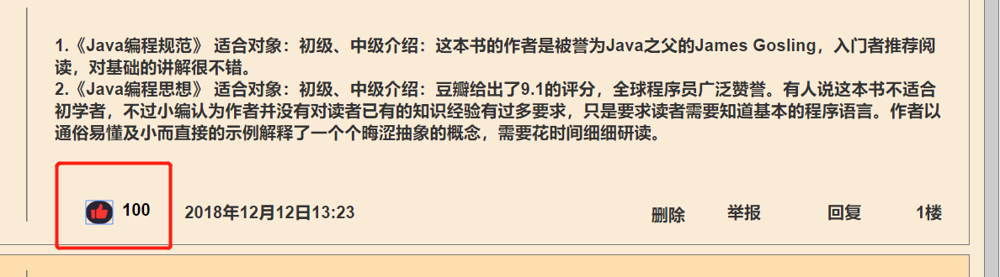 1.《Java编程规范》 适合对象：初级、中级介绍：这本书的作者是被誉为Java之父的James Gosling，入门者推荐阅
读，对基础的讲解很不错。
2.《Java编程思想》 适合对象：初级、中级介绍：豆瓣给出了9.1的评分，全球程序员广泛赞誉。有人说这本书不适合
初学者，不过小编认为作者并没有对读者已有的知识经验有过多要求，只是要求读者需要知道基本的程序语言。作者以
通俗易懂及小而直接的示例解释了一个个晦涩抽象的概念，需要花时间细细研读。
100 2018年12月12日13:23 删除 举报 回复 1楼